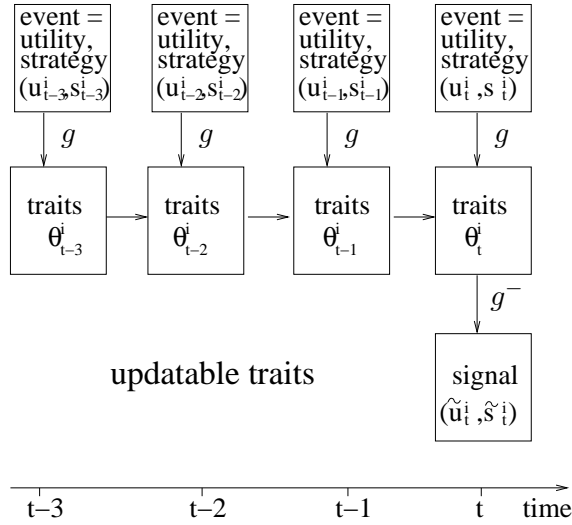 event =
utility,
strategy
(u^i_{t−3},s^i_{t−3})
event =
utility,
strategy
(u^i_{t−2},s^i_{t−2})
event =
utility,
strategy
(u^i_{t−1},s^i_{t−1})
event =
utility,
strategy
(u^i_t,s^i_t)
g
g
g
g
traits
θ^i_{t−3}
traits
θ^i_{t−2}
traits
θ^i_{t−1}
traits
θ^i_t
g^−
updatable traits
signal
(ũ^i_t,s̃^i_t)
t−3 t−2 t−1 t time